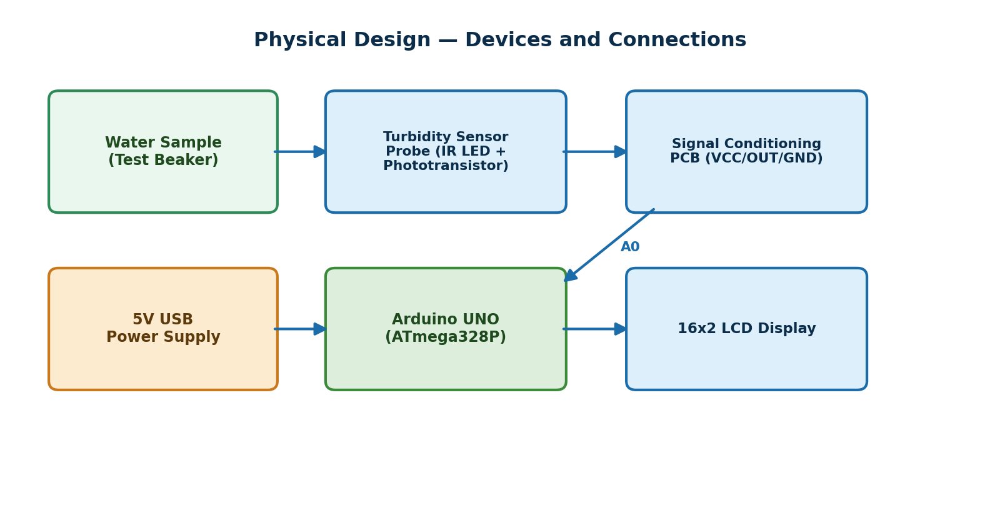 Physical Design — Devices and Connections
Water Sample
(Test Beaker)
Turbidity Sensor
Probe (IR LED +
Phototransistor)
Signal Conditioning
PCB (VCC/OUT/GND)
A0
5V USB
Power Supply
Arduino UNO
(ATmega328P)
16x2 LCD Display